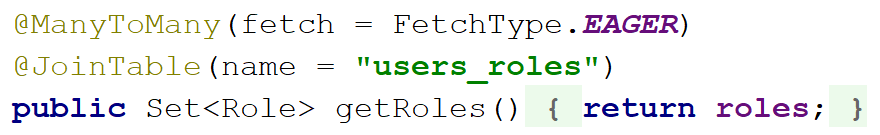 @ManyToMany(fetch = FetchType.EAGER)
@JoinTable(name = "users_roles")
public Set<Role> getRoles() { return roles; }